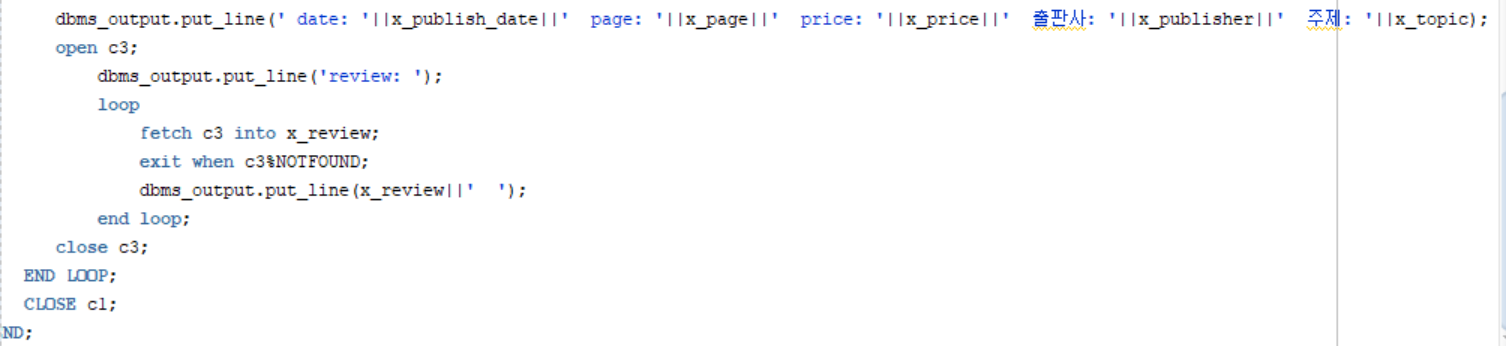 dbms_output.put_line(' date: '||x_publish_date||'  page: '||x_page||'  price: '||x_price||'  출판사: '||x_publisher||'  주제: '||x_topic);
open c3;
dbms_output.put_line('review: ');
loop
fetch c3 into x_review;
exit when c3%NOTFOUND;
dbms_output.put_line(x_review||'  ');
end loop;
close c3;
END LOOP;
CLOSE c1;
ND;